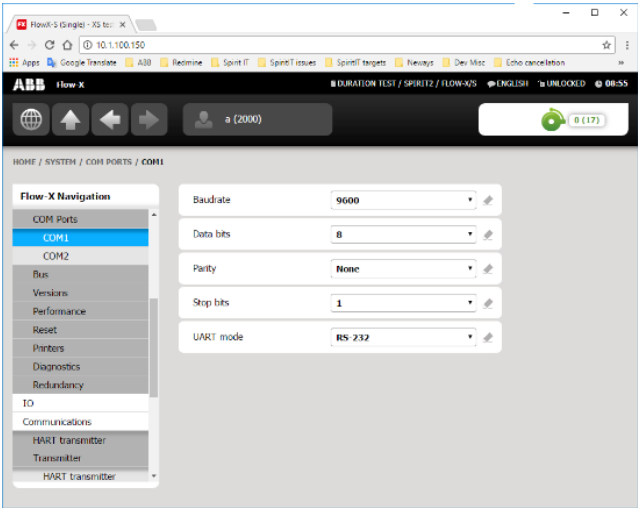 FlowX-S (Single) - XS test
10.1.100.150
Apps Google Translate ABB Redmine Spirit IT SpiritIT issues SpiritIT targets Neways Dev Misc Echo cancellation »
ABB Flow-X DURATION TEST / SPIRIT2 / FLOW-X/S ENGLISH UNLOCKED 08:55
a (2000) 0 (17)
HOME / SYSTEM / COM PORTS / COM1
Flow-X Navigation
COM Ports
COM1
COM2
Bus
Versions
Performance
Reset
Printers
Diagnostics
Redundancy
IO
Communications
HART transmitter
Transmitter
HART transmitter
Baudrate 9600
Data bits 8
Parity None
Stop bits 1
UART mode RS-232